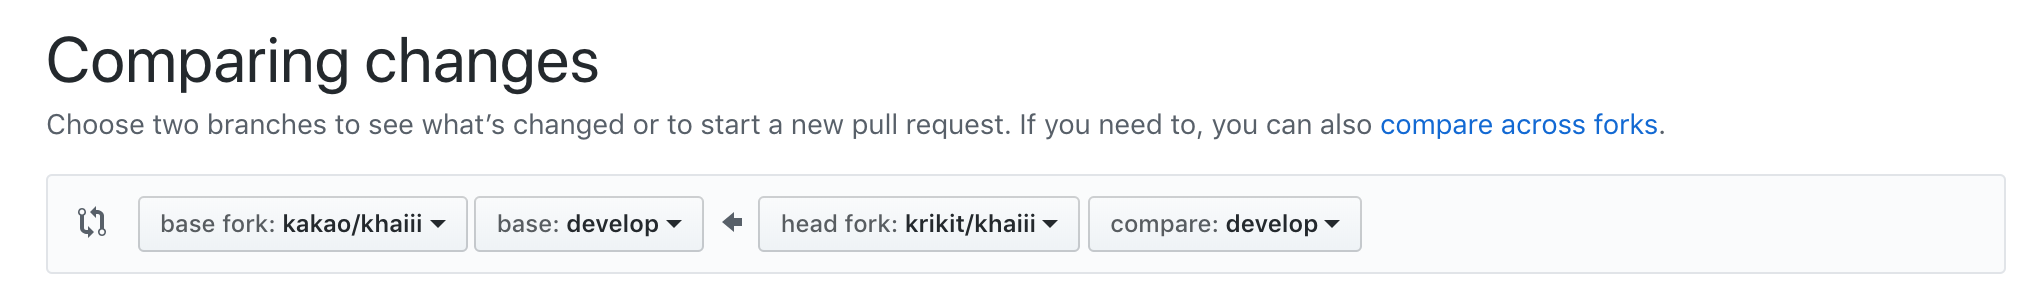 Comparing changes
Choose two branches to see what’s changed or to start a new pull request. If you need to, you can also compare across forks.
base fork: kakao/khaiii base: develop head fork: krikit/khaiii compare: develop